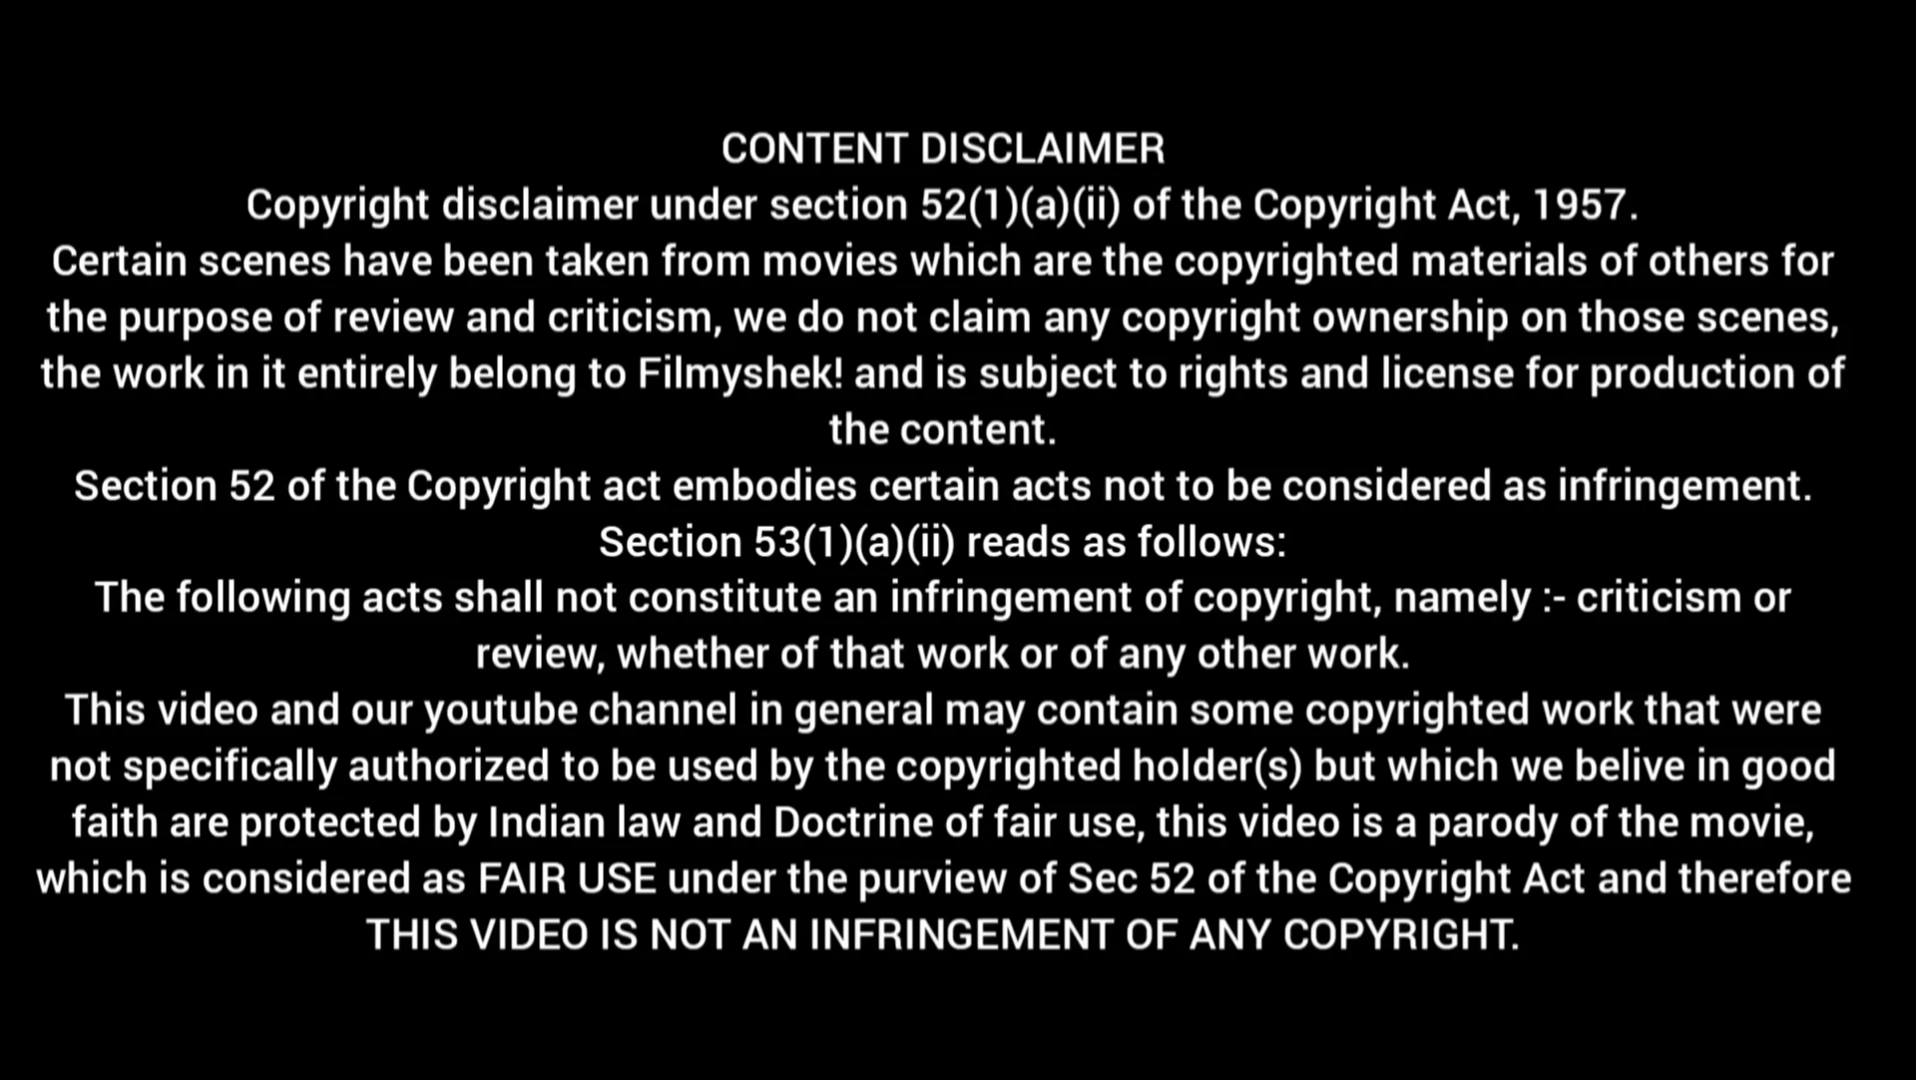 CONTENT DISCLAIMER
Copyright disclaimer under section 52(1)(a)(ii) of the Copyright Act, 1957.
Certain scenes have been taken from movies which are the copyrighted materials of others for
the purpose of review and criticism, we do not claim any copyright ownership on those scenes,
the work in it entirely belong to Filmyshek! and is subject to rights and license for production of
the content.
Section 52 of the Copyright act embodies certain acts not to be considered as infringement.
Section 53(1)(a)(ii) reads as follows:
The following acts shall not constitute an infringement of copyright, namely :- criticism or
review, whether of that work or of any other work.
This video and our youtube channel in general may contain some copyrighted work that were
not specifically authorized to be used by the copyrighted holder(s) but which we belive in good
faith are protected by Indian law and Doctrine of fair use, this video is a parody of the movie,
which is considered as FAIR USE under the purview of Sec 52 of the Copyright Act and therefore
THIS VIDEO IS NOT AN INFRINGEMENT OF ANY COPYRIGHT.